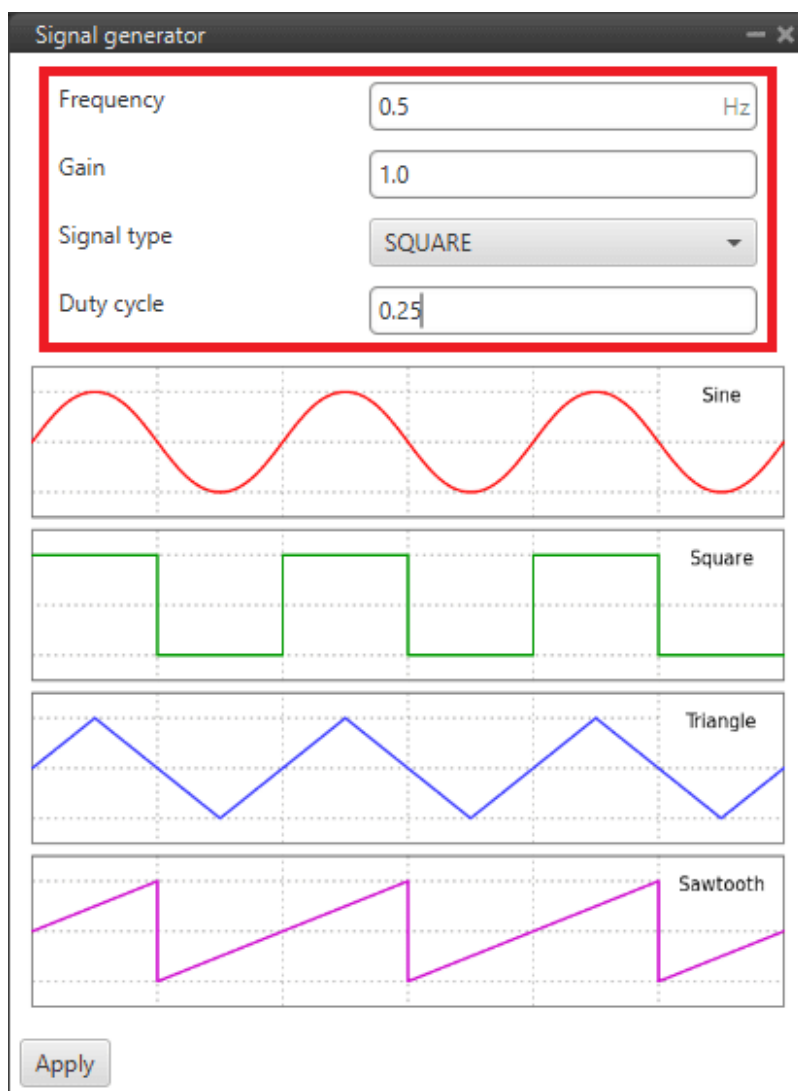 Signal generator
Frequency 0.5 Hz
Gain 1.0
Signal type SQUARE
Duty cycle 0.25
Sine
Square
Triangle
Sawtooth
Apply